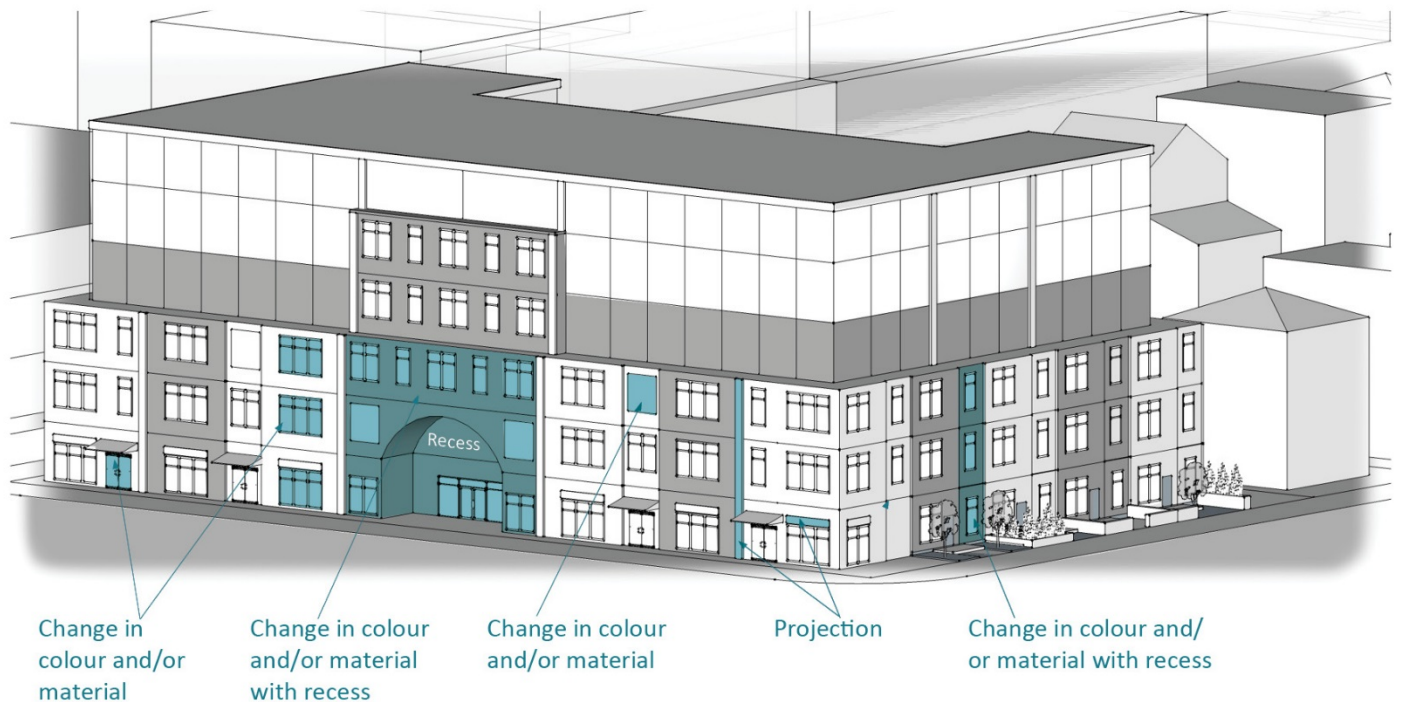 Recess
Change in
colour and/or
material
Change in colour
and/or material
with recess
Change in colour
and/or material
Projection
Change in colour and/
or material with recess